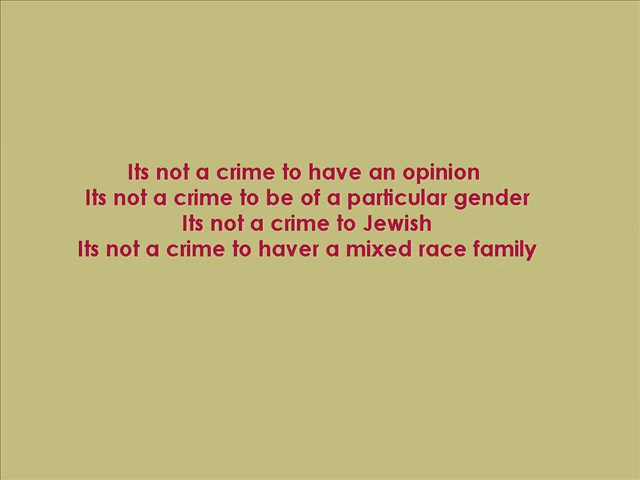 Its not a crime to have an opinion
Its not a crime to be of a particular gender
Its not a crime to Jewish
Its not a crime to haver a mixed race family